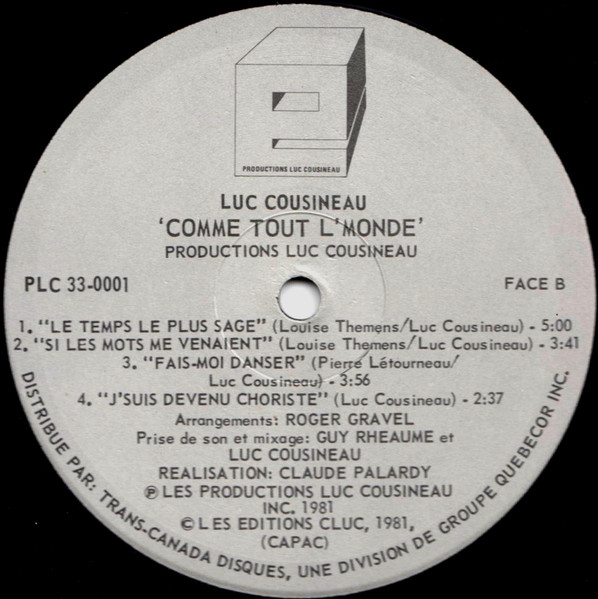 PRODUCTIONS LUC COUSINEAU
LUC COUSINEAU
'COMME TOUT L'MONDE'
PRODUCTIONS LUC COUSINEAU
PLC 33-0001
FACE B
1. "LE TEMPS LE PLUS SAGE" (Louise Themens/Luc Cousineau) - 5:00
2. "SI LES MOTS ME VENAIENT" (Louise Themens/Luc Cousineau) - 3:41
3. "FAIS-MOI DANSER" (Pierre Létourneau/
Luc Cousineau) - 3:56
4. "J'SUIS DEVENU CHORISTE" (Luc Cousineau) - 2:37
Arrangements: ROGER GRAVEL
Prise de son et mixage: GUY RHEAUME et
LUC COUSINEAU
REALISATION: CLAUDE PALARDY
℗ LES PRODUCTIONS LUC COUSINEAU
INC. 1981
© LES EDITIONS CLUC, 1981,
(CAPAC)
DISTRIBUE PAR: TRANS-CANADA DISQUES, UNE DIVISION DE GROUPE QUEBECOR INC.